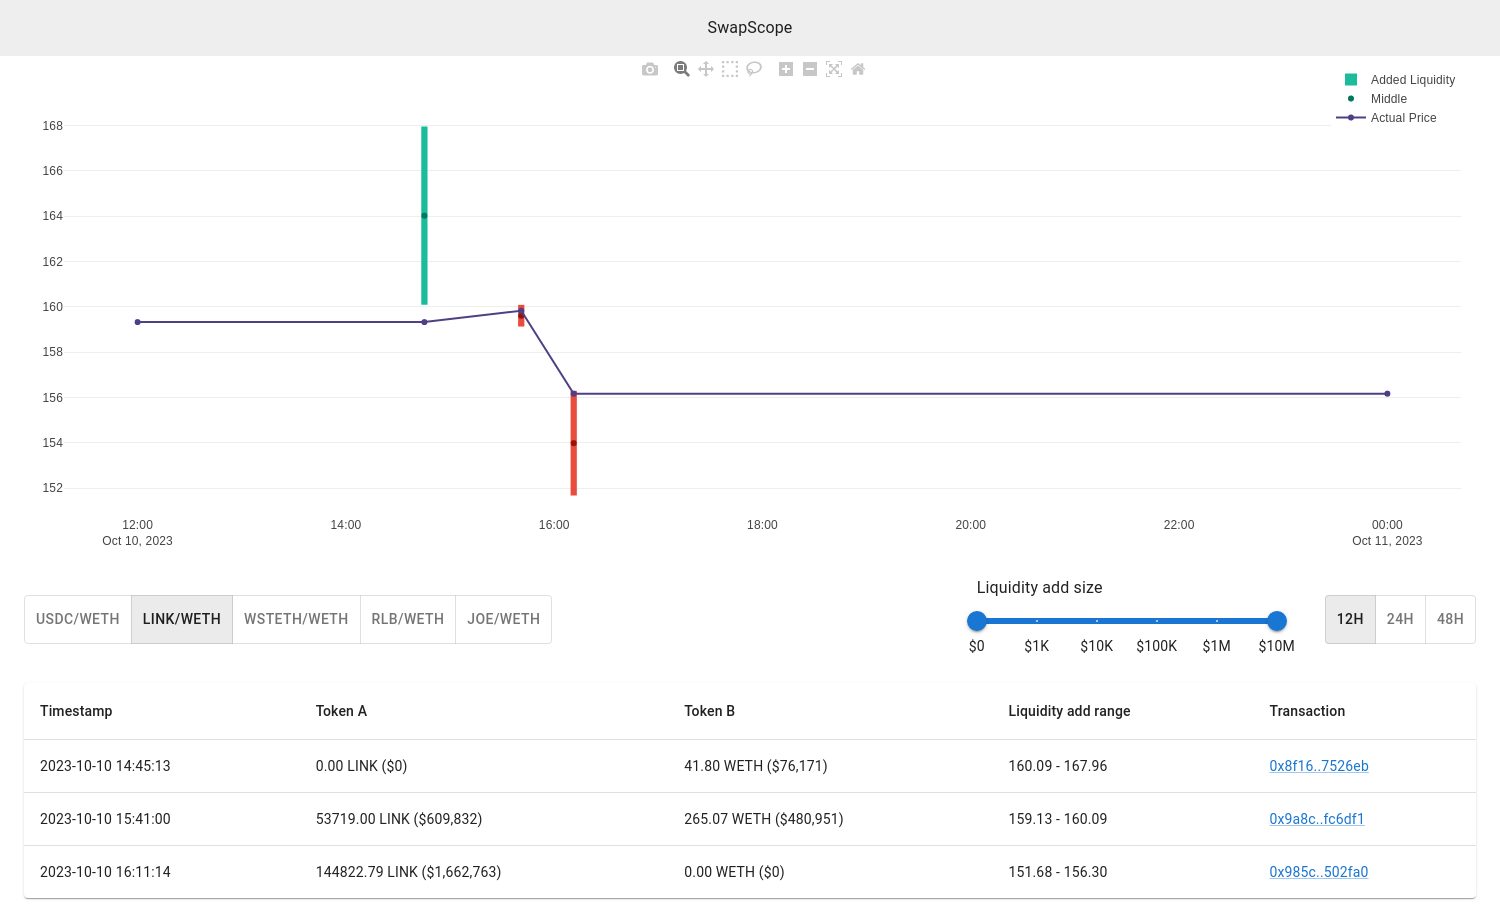 SwapScope
Added Liquidity
Middle
Actual Price
168
166
164
162
160
158
156
154
152
12:00 14:00 16:00 18:00 20:00 22:00 00:00
Oct 10, 2023 Oct 11, 2023
Liquidity add size
USDC/WETH LINK/WETH WSTETH/WETH RLB/WETH JOE/WETH 12H 24H 48H
$0 $1K $10K $100K $1M $10M
Timestamp Token A Token B Liquidity add range Transaction
2023-10-10 14:45:13 0.00 LINK ($0) 41.80 WETH ($76,171) 160.09 - 167.96 0x8f16..7526eb
2023-10-10 15:41:00 53719.00 LINK ($609,832) 265.07 WETH ($480,951) 159.13 - 160.09 0x9a8c..fc6df1
2023-10-10 16:11:14 144822.79 LINK ($1,662,763) 0.00 WETH ($0) 151.68 - 156.30 0x985c..502fa0